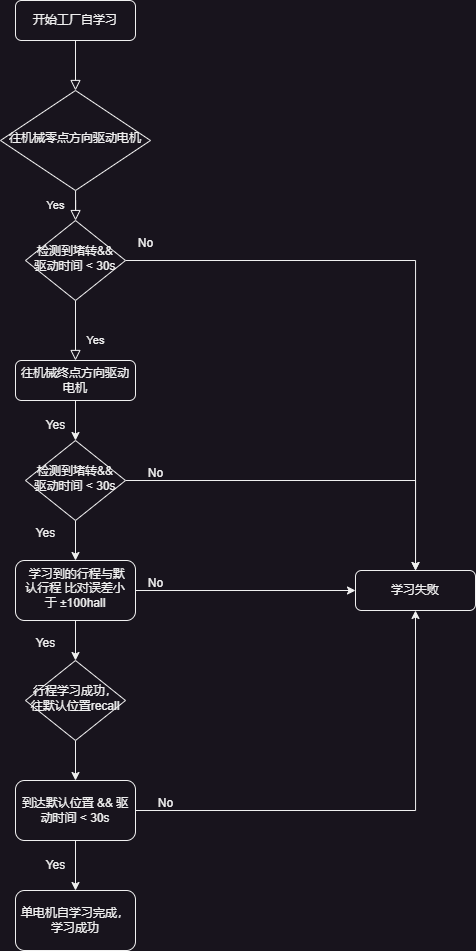 开始工厂自学习
往机械零点方向驱动电机
Yes
检测到堵转&&
驱动时间 < 30s
No
Yes
往机械终点方向驱动
电机
Yes
检测到堵转&&
驱动时间 < 30s
No
Yes
学习到的行程与默
认行程 比对误差小
于 ±100hall
No
学习失败
Yes
行程学习成功，
往默认位置recall
到达默认位置 && 驱
动时间 < 30s
No
Yes
单电机自学习完成，
学习成功